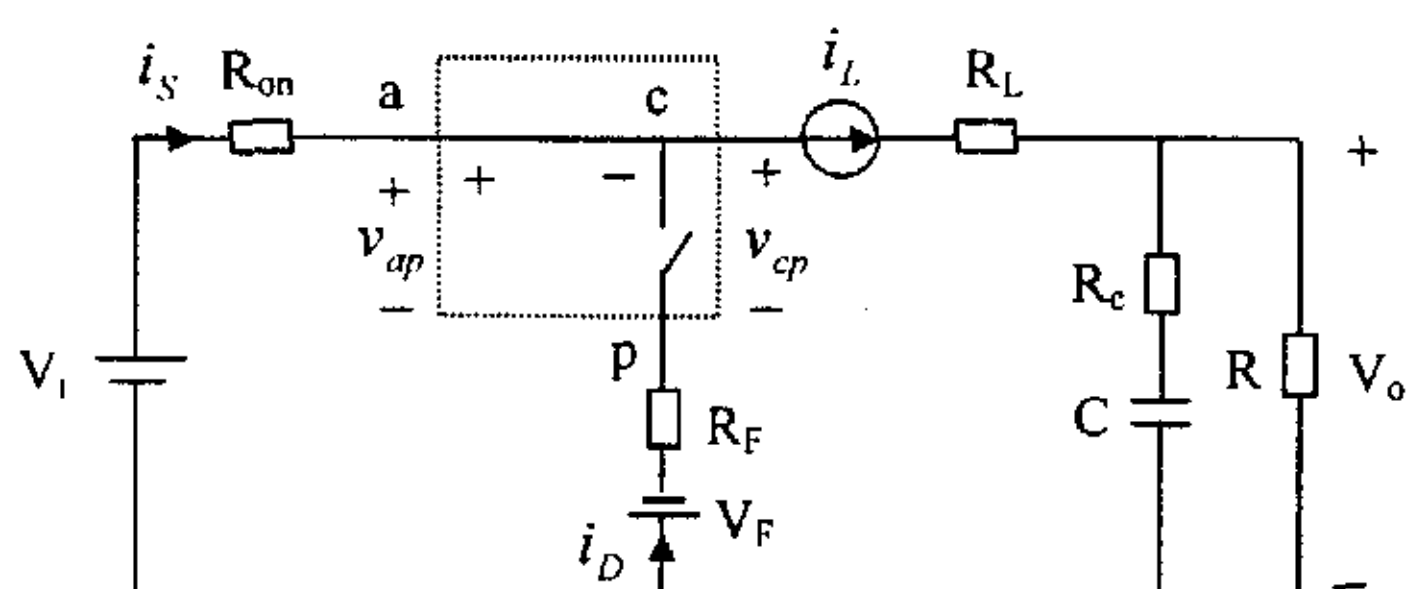 i_S R_on a c i_L R_L
+ + − + +
v_ap v_cp
− −
R_c
p
V_I R V_o
R_F C
V_F
i_D
−